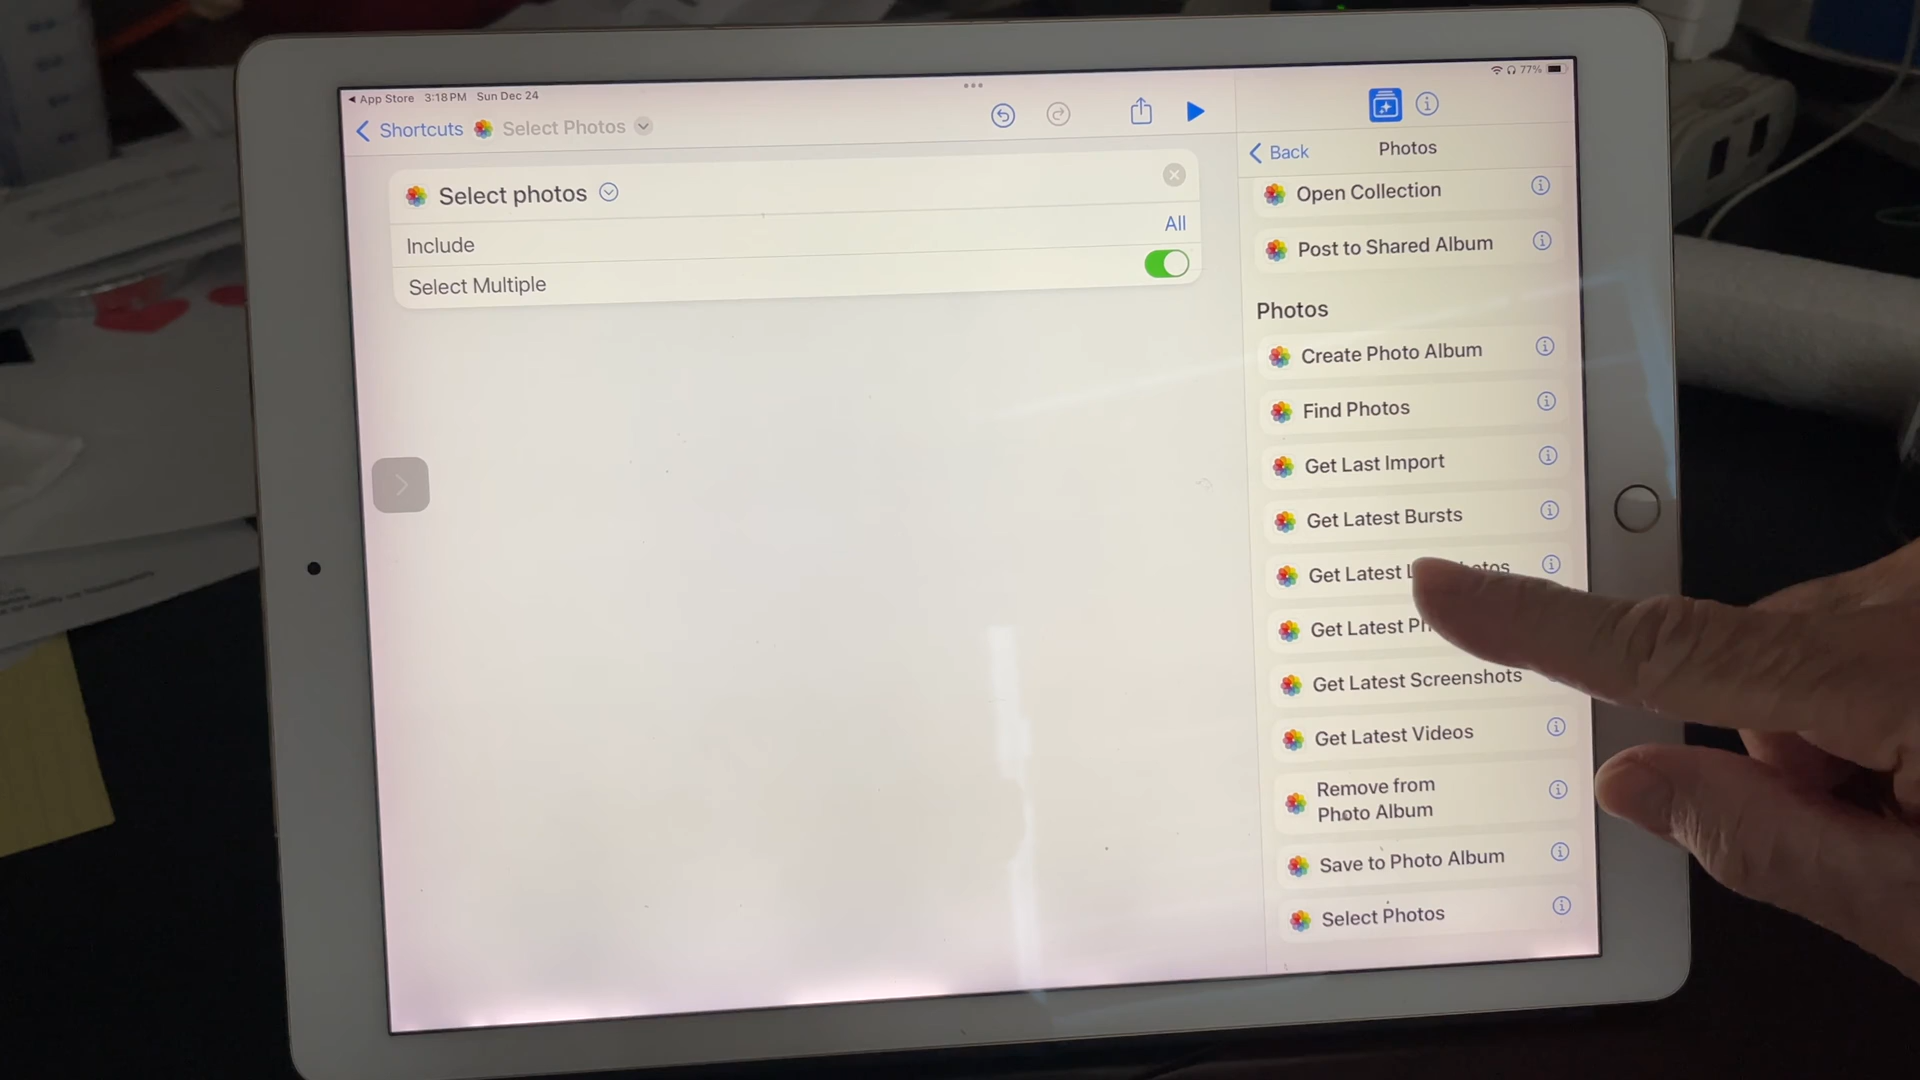 App Store 3:18 PM Sun Dec 24
77%
Shortcuts Select Photos
Select photos
Include All
Select Multiple
Back Photos
Open Collection
Post to Shared Album
Photos
Create Photo Album
Find Photos
Get Last Import
Get Latest Bursts
Get Latest
Get Latest
Get Latest Screenshots
Get Latest Videos
Remove from
Photo Album
Save to Photo Album
Select Photos